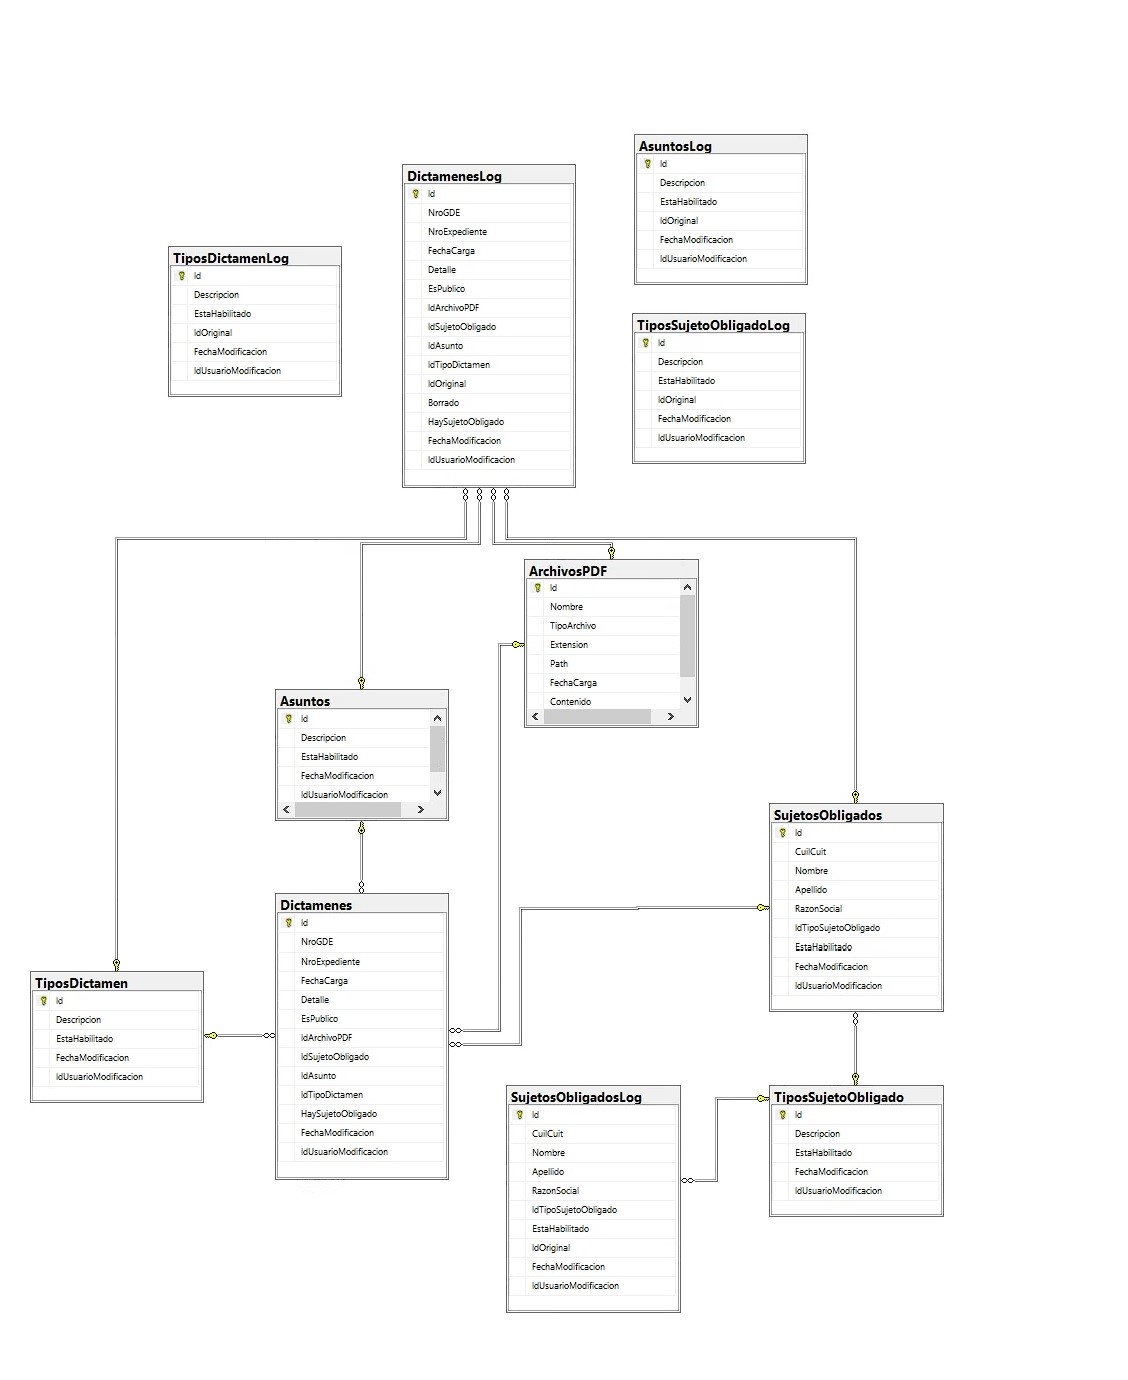 AsuntosLog
Id
Descripcion
EstaHabilitado
IdOriginal
FechaModificacion
IdUsuarioModificacion
DictamenesLog
Id
NroGDE
NroExpediente
FechaCarga
Detalle
EsPublico
IdArchivoPDF
IdSujetoObligado
IdAsunto
IdTipoDictamen
IdOriginal
Borrado
HaySujetoObligado
FechaModificacion
IdUsuarioModificacion
TiposDictamenLog
Id
Descripcion
EstaHabilitado
IdOriginal
FechaModificacion
IdUsuarioModificacion
TiposSujetoObligadoLog
Id
Descripcion
EstaHabilitado
IdOriginal
FechaModificacion
IdUsuarioModificacion
ArchivosPDF
Id
Nombre
TipoArchivo
Extension
Path
FechaCarga
Contenido
Asuntos
Id
Descripcion
EstaHabilitado
FechaModificacion
IdUsuarioModificacion
SujetosObligados
Id
CuilCuit
Nombre
Apellido
RazonSocial
IdTipoSujetoObligado
EstaHabilitado
FechaModificacion
IdUsuarioModificacion
Dictamenes
Id
NroGDE
NroExpediente
FechaCarga
Detalle
EsPublico
IdArchivoPDF
IdSujetoObligado
IdAsunto
IdTipoDictamen
HaySujetoObligado
FechaModificacion
IdUsuarioModificacion
TiposDictamen
Id
Descripcion
EstaHabilitado
FechaModificacion
IdUsuarioModificacion
SujetosObligadosLog
Id
CuilCuit
Nombre
Apellido
RazonSocial
IdTipoSujetoObligado
EstaHabilitado
IdOriginal
FechaModificacion
IdUsuarioModificacion
TiposSujetoObligado
Id
Descripcion
EstaHabilitado
FechaModificacion
IdUsuarioModificacion